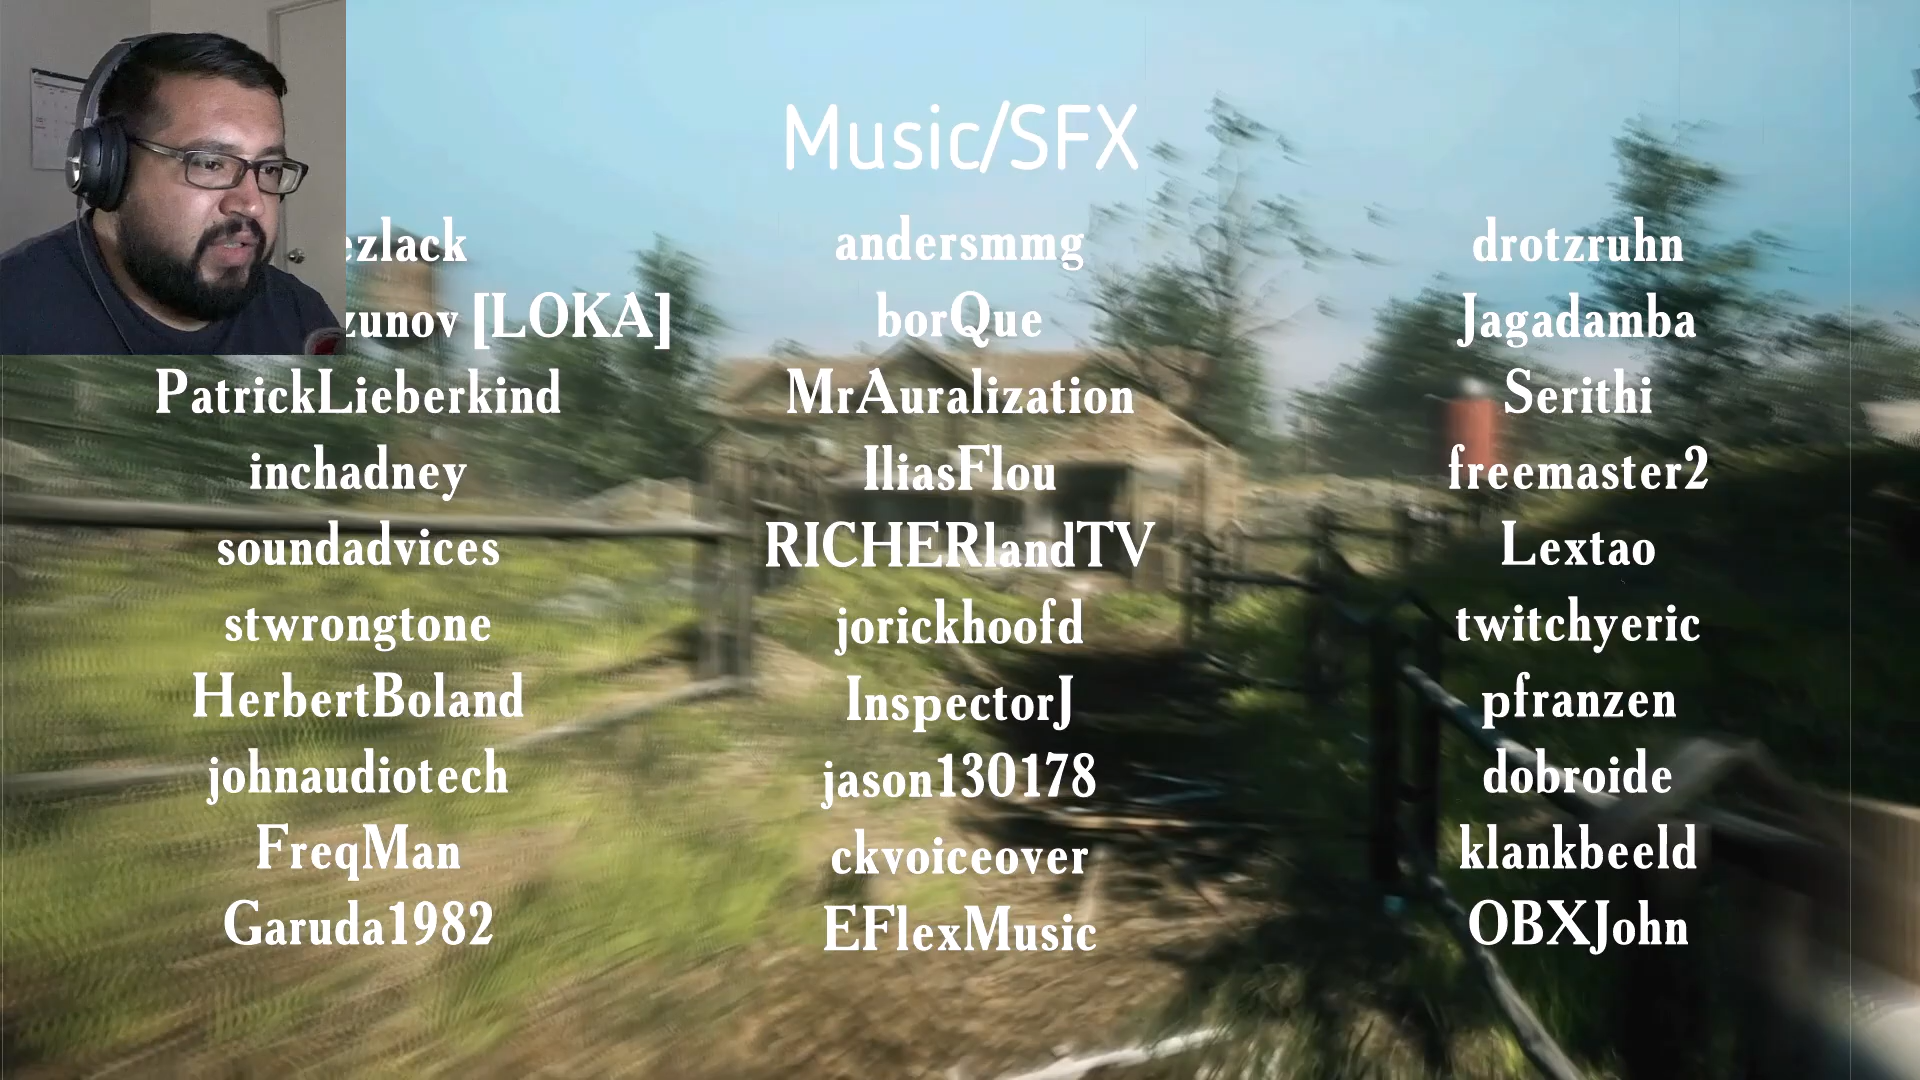 Music/SFX
andersmmg
drotzruhn
[LOKA]
borQue
Jagadamba
PatrickLieberkind
MrAuralization
Serithi
inchadney
IliasFlou
freemaster2
soundadvices
RICHERlandTV
Lextao
stwrongtone
jorickhoofd
twitchyeric
HerbertBoland
InspectorJ
pfranzen
johnaudiotech
jason130178
dobroide
FreqMan
ckvoiceover
klankbeeld
Garuda1982
EFlexMusic
OBXJohn